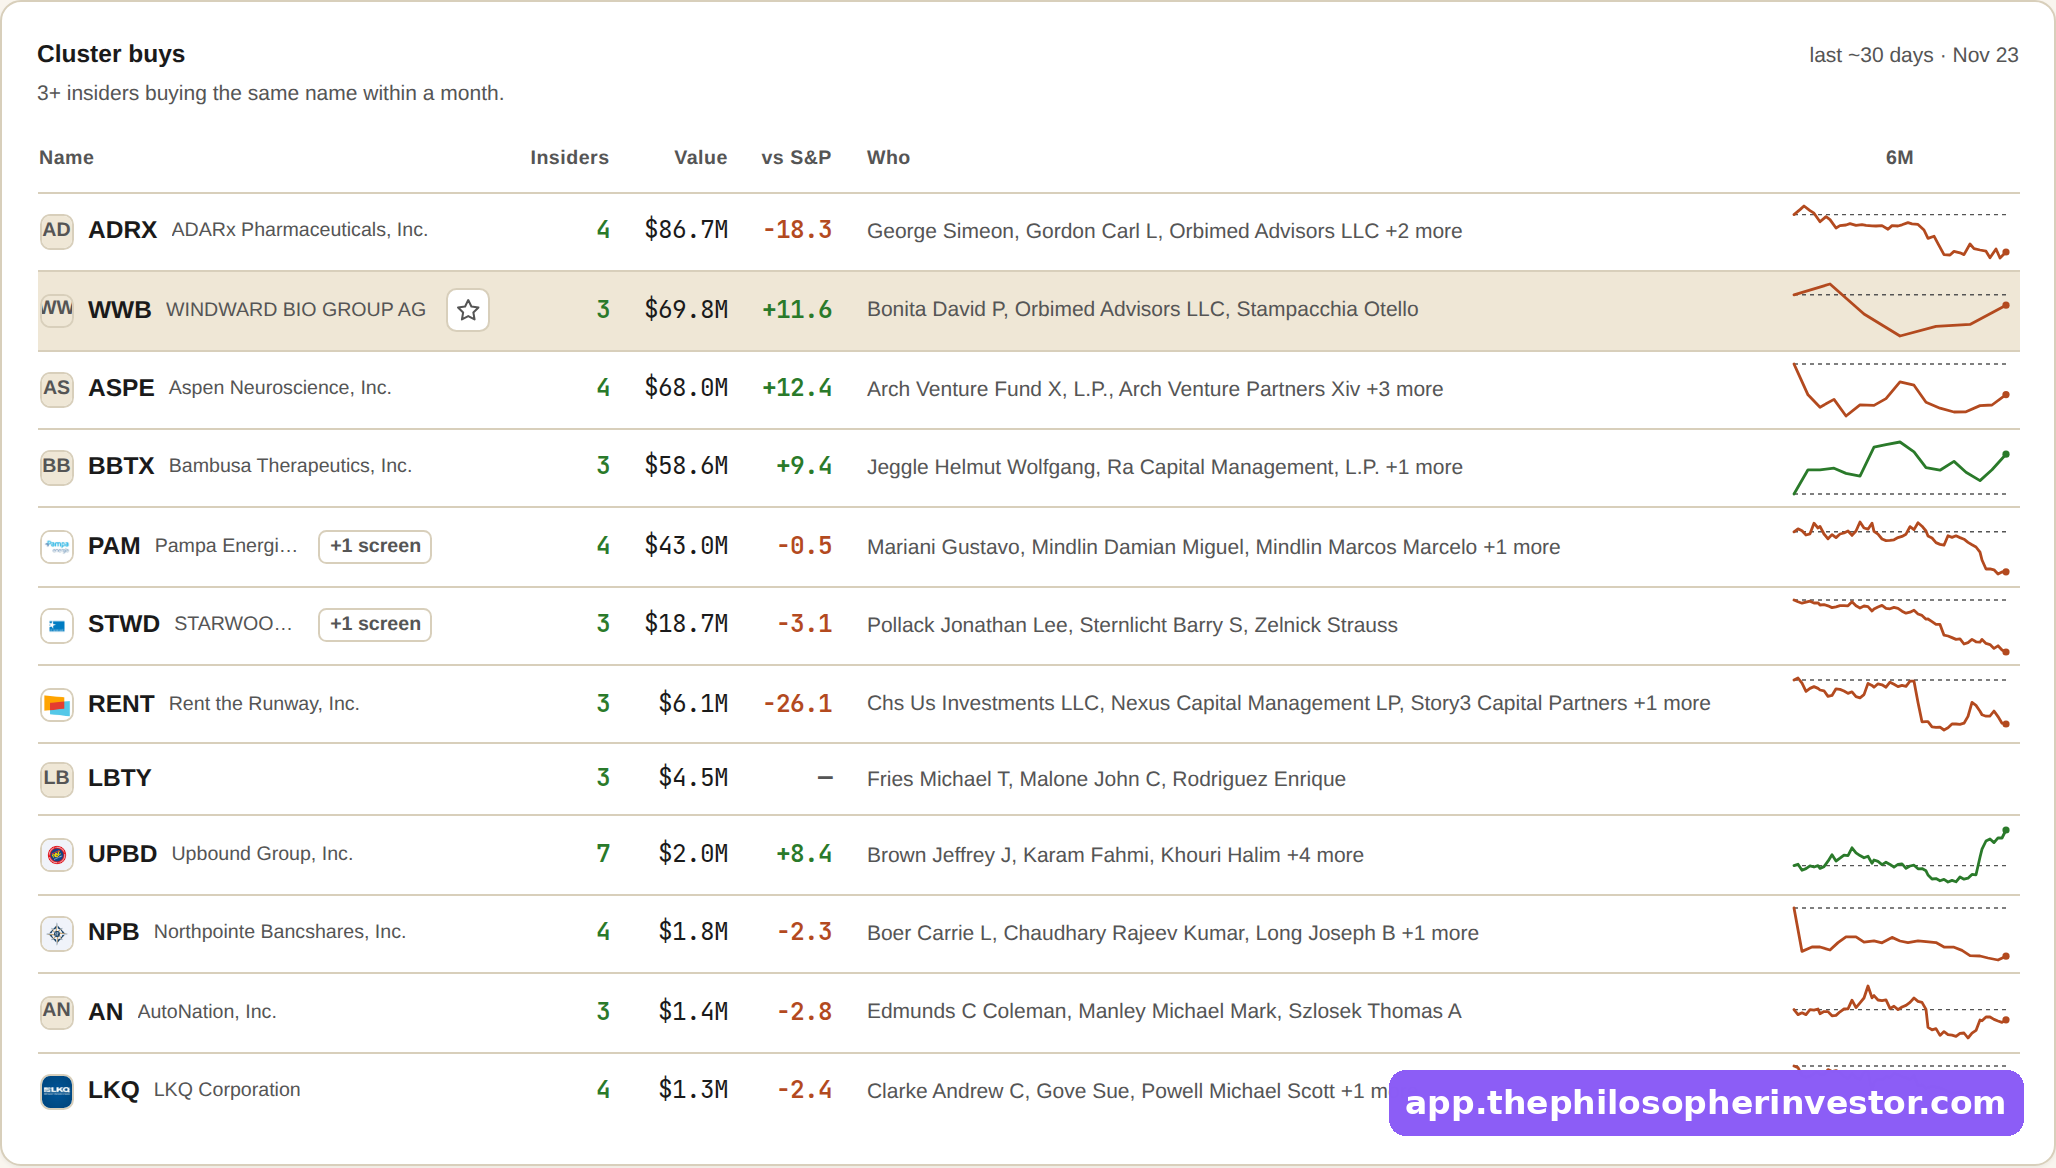 Cluster buys
last ~30 days · Nov 23
3+ insiders buying the same name within a month.
Name Insiders Value vs S&P Who 6M
AD ADRX ADARx Pharmaceuticals, Inc. 4 $86.7M -18.3 George Simeon, Gordon Carl L, Orbimed Advisors LLC +2 more
WW WWB WINDWARD BIO GROUP AG 3 $69.8M +11.6 Bonita David P, Orbimed Advisors LLC, Stampacchia Otello
AS ASPE Aspen Neuroscience, Inc. 4 $68.0M +12.4 Arch Venture Fund X, L.P., Arch Venture Partners Xiv +3 more
BB BBTX Bambusa Therapeutics, Inc. 3 $58.6M +9.4 Jeggle Helmut Wolfgang, Ra Capital Management, L.P. +1 more
Pampa energía PAM Pampa Energi... +1 screen 4 $43.0M -0.5 Mariani Gustavo, Mindlin Damian Miguel, Mindlin Marcos Marcelo +1 more
STWD STARWOO... +1 screen 3 $18.7M -3.1 Pollack Jonathan Lee, Sternlicht Barry S, Zelnick Strauss
RENT Rent the Runway, Inc. 3 $6.1M -26.1 Chs Us Investments LLC, Nexus Capital Management LP, Story3 Capital Partners +1 more
LB LBTY 3 $4.5M — Fries Michael T, Malone John C, Rodriguez Enrique
UPBD Upbound Group, Inc. 7 $2.0M +8.4 Brown Jeffrey J, Karam Fahmi, Khouri Halim +4 more
NPB Northpointe Bancshares, Inc. 4 $1.8M -2.3 Boer Carrie L, Chaudhary Rajeev Kumar, Long Joseph B +1 more
AN AN AutoNation, Inc. 3 $1.4M -2.8 Edmunds C Coleman, Manley Michael Mark, Szlosek Thomas A
LKQ LKQ LKQ Corporation 4 $1.3M -2.4 Clarke Andrew C, Gove Sue, Powell Michael Scott +1 m
app.thephilosopherinvestor.com